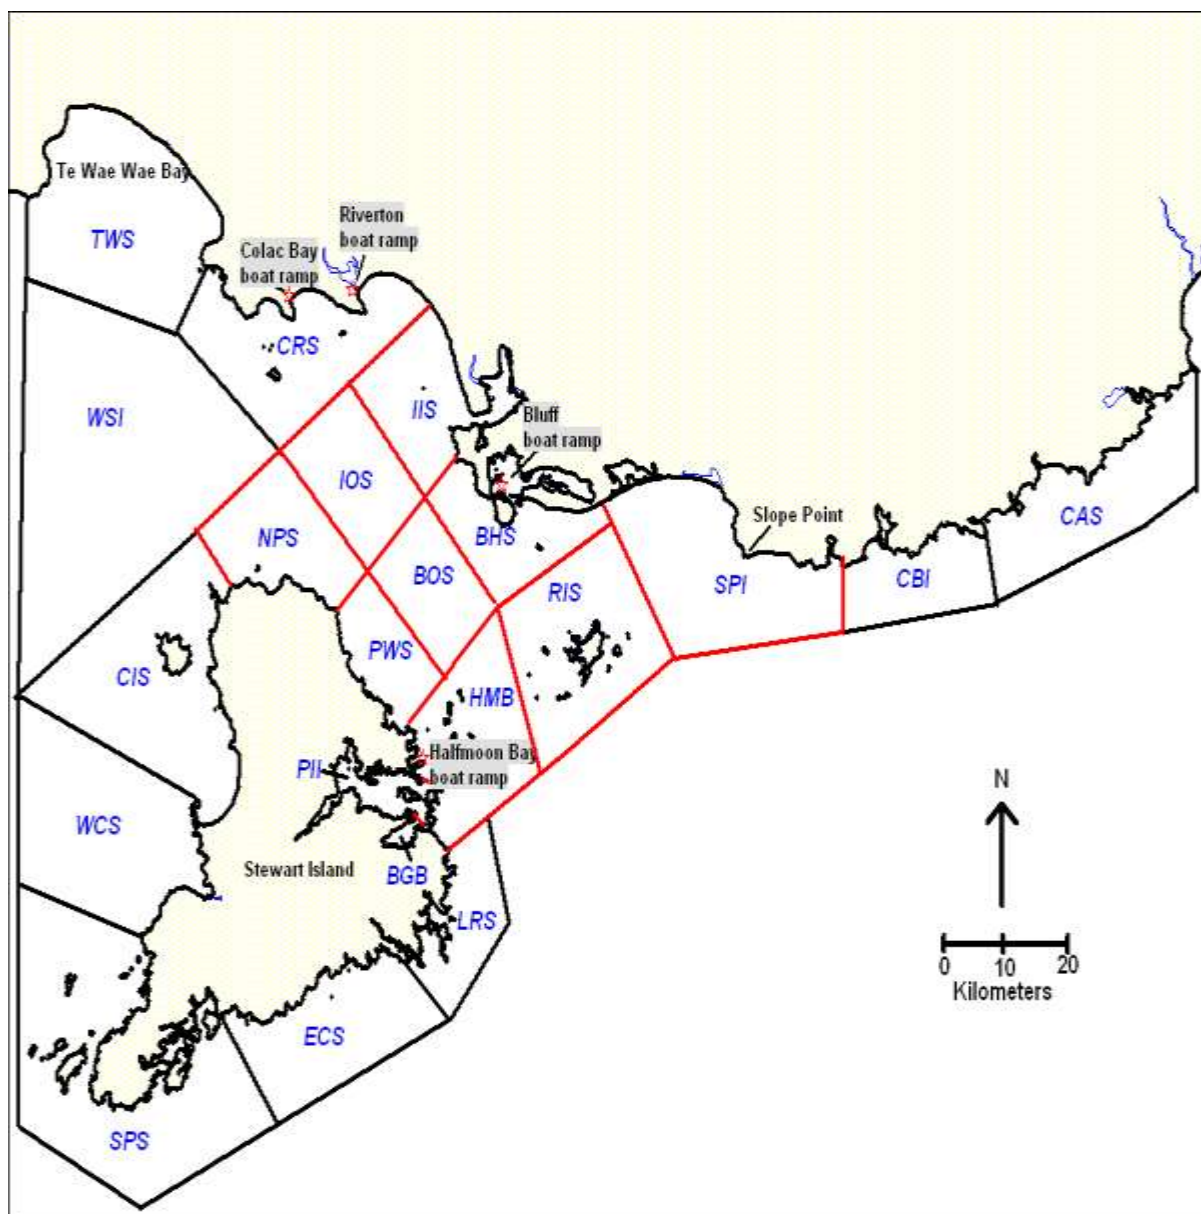 Te Wae Wae Bay
TWS
Riverton
boat ramp
Colac Bay
boat ramp
CRS
WSI
IIS
Bluff
boat ramp
IOS
NPS
BHS
Slope Point
CAS
BOS
RIS
SPI
CBI
PWS
CIS
HMB
Halfmoon Bay
boat ramp
PII
N
WCS
Stewart Island
BGB
LRS
0 10 20
Kilometers
ECS
SPS